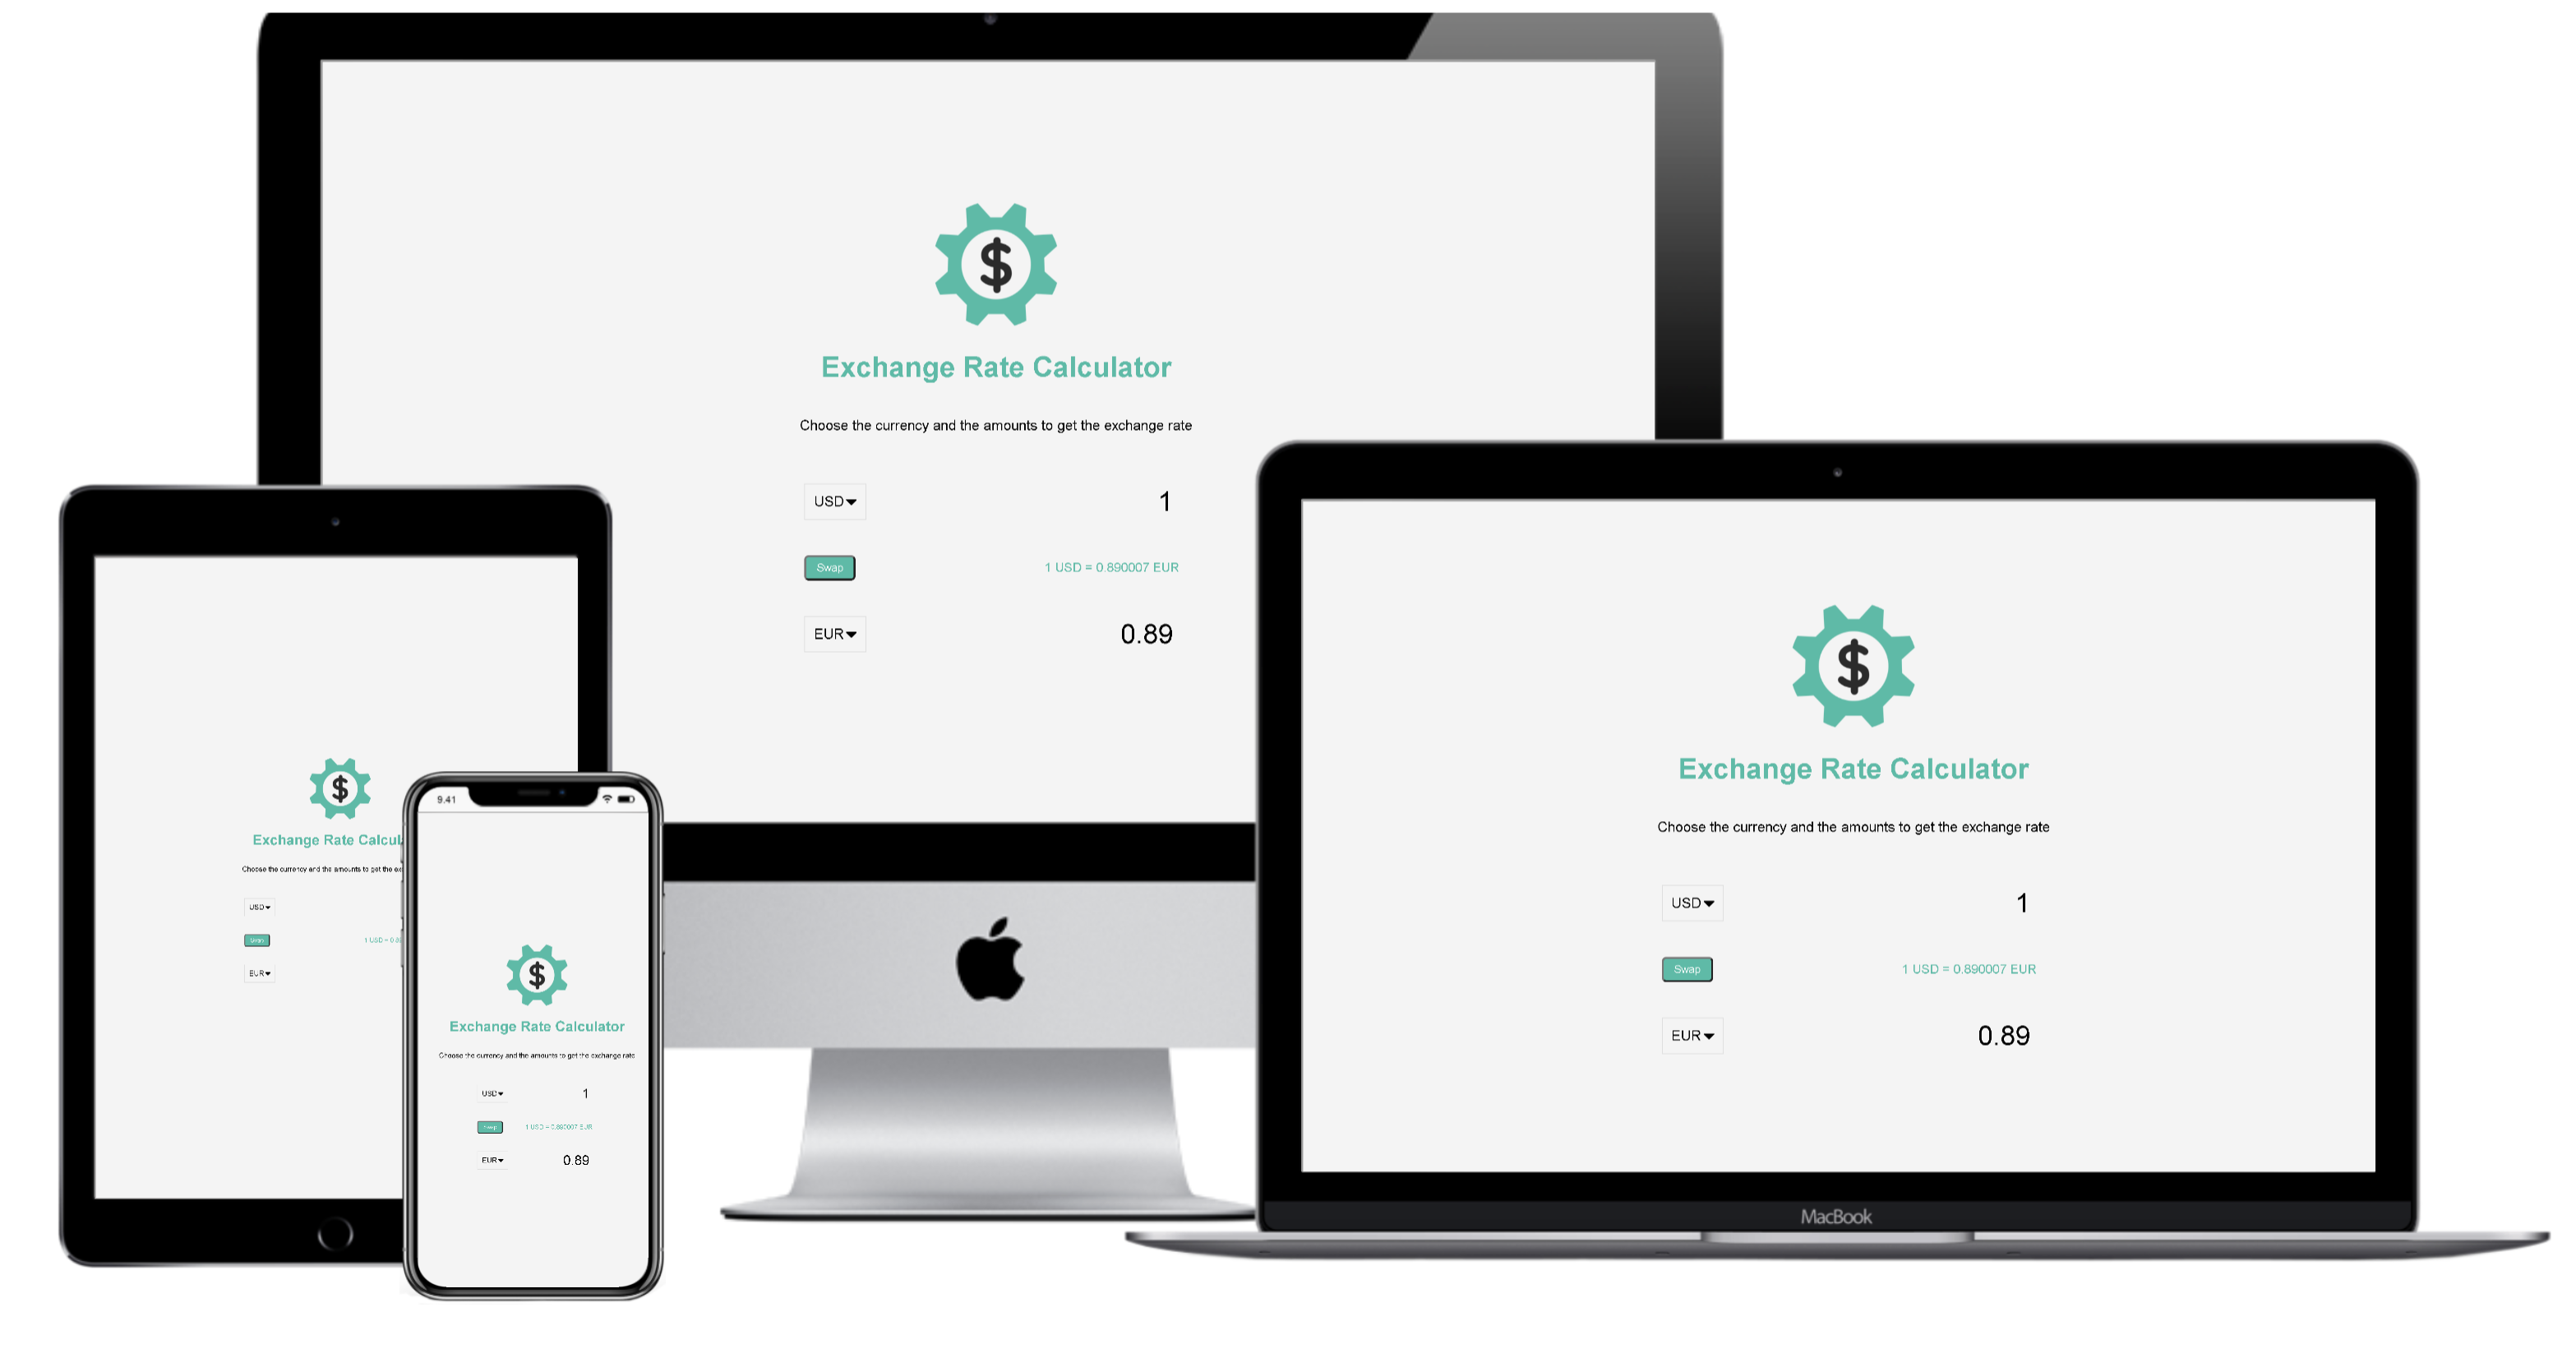 $
Exchange Rate Calculator
Choose the currency and the amounts to get the exchange rate
USD 1
Swap 1 USD = 0.890007 EUR
EUR 0.89
$
Exchange Rate Calcul
Choose the currency and the amounts to get the
USD
Swap 1 USD = 0.8
EUR
9.41
$
Exchange Rate Calculator
Choose the currency and the amounts to get the exchange rate
USD 1
Swap 1 USD = 0.890007 EUR
EUR 0.89
$
Exchange Rate Calculator
Choose the currency and the amounts to get the exchange rate
USD 1
Swap 1 USD = 0.890007 EUR
EUR 0.89
MacBook